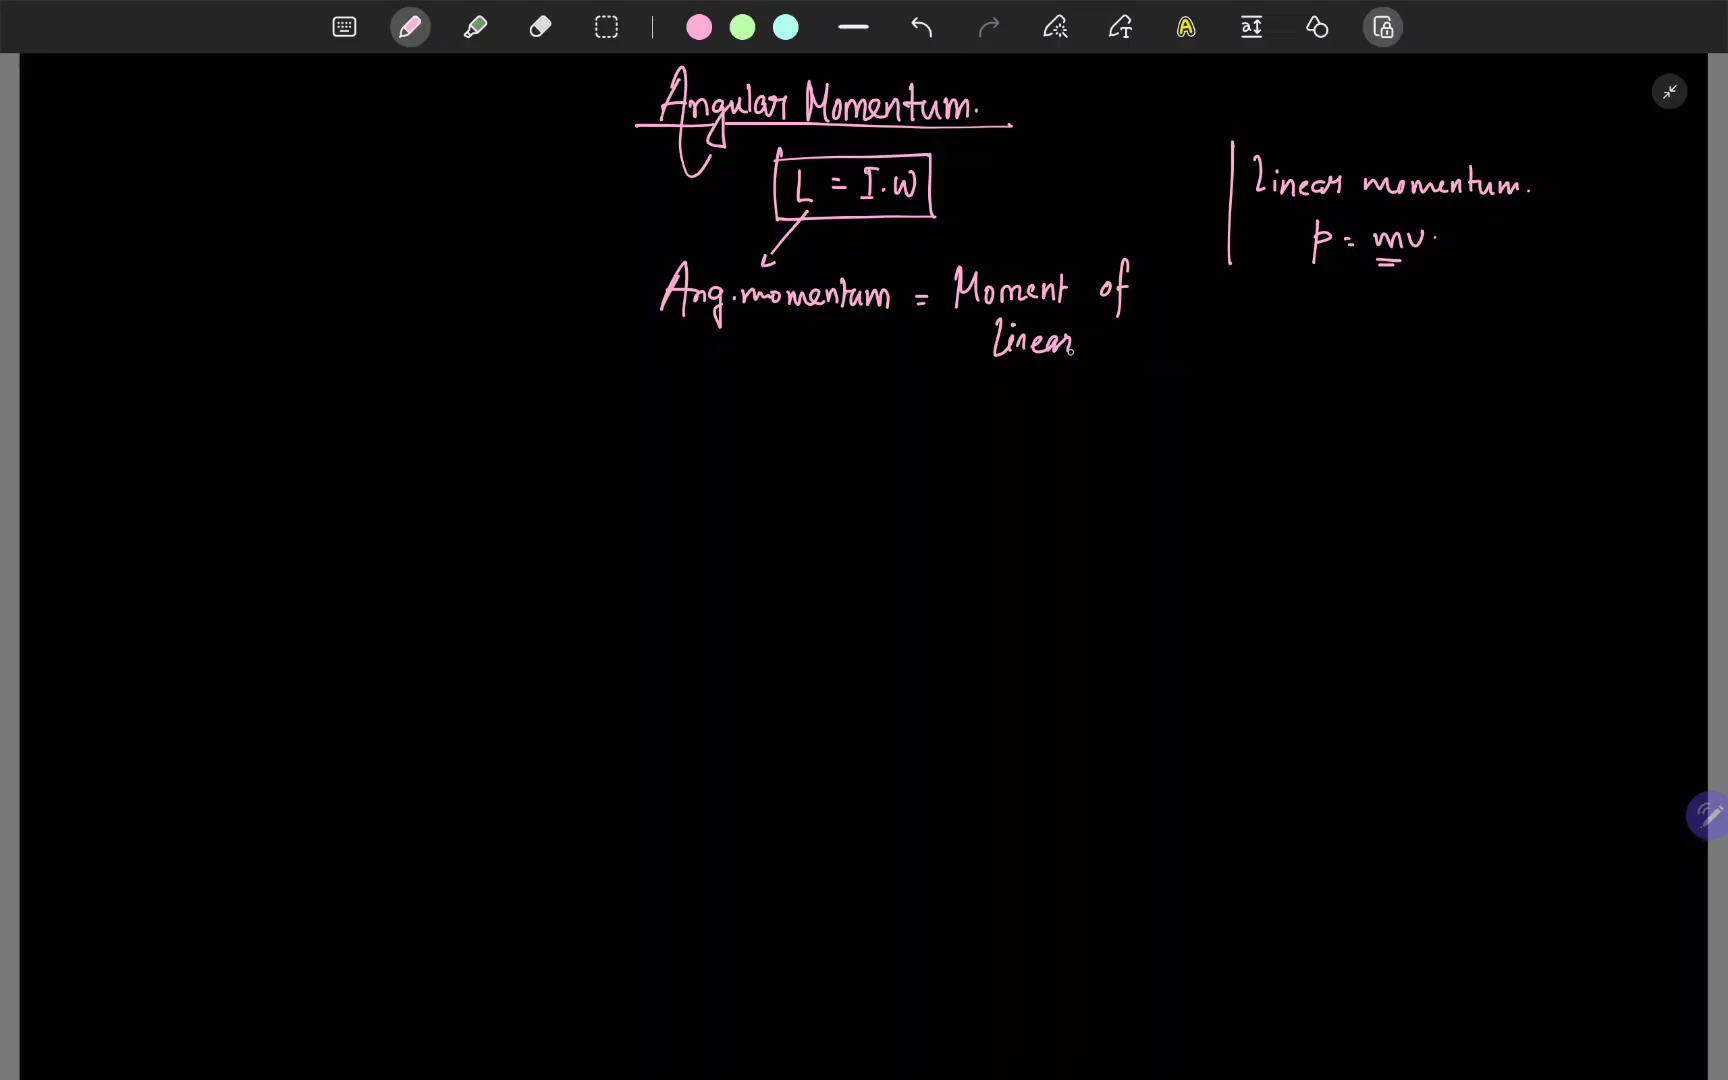 Angular Momentum.
L = I.ω
linear momentum.
p = mv.
Ang.momentum = Moment of
linear